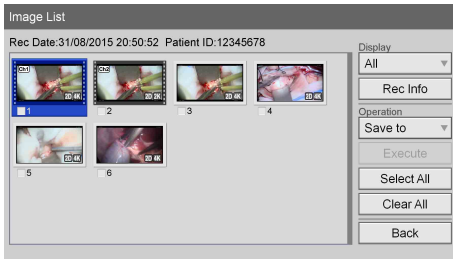 Image List
Rec Date:31/08/2015 20:50:52 Patient ID:12345678
Display
All
Rec Info
Operation
Save to
Execute
Select All
Clear All
Back
Ch1
2D 4K
1
Ch2
2D 2K
2
2D 4K
3
2D 4K
4
2D 4K
5
2D 4K
6